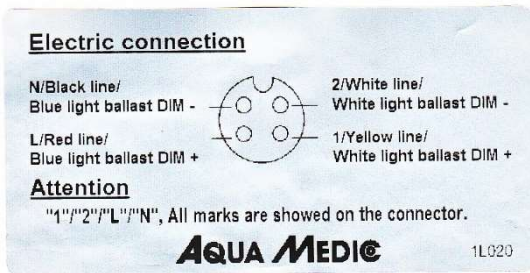 Electric connection
N/Black line/
Blue light ballast DIM -
2/White line/
White light ballast DIM -
L/Red line/
Blue light ballast DIM +
1/Yellow line/
White light ballast DIM +
Attention
"1"/"2"/"L"/"N", All marks are showed on the connector.
AQUA MEDIC
1L020